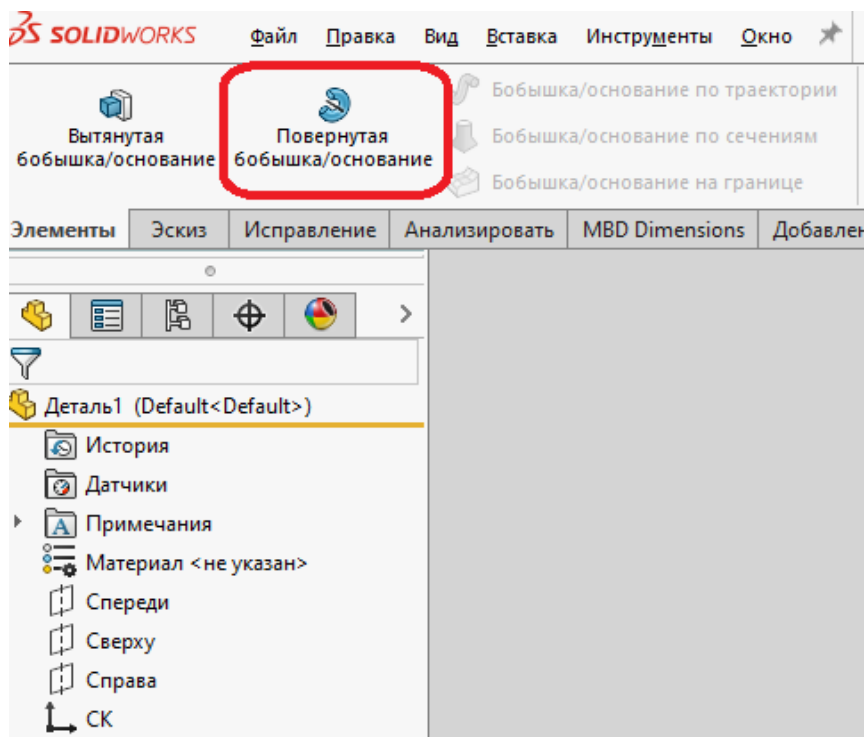 SOLIDWORKS Файл Правка Вид Вставка Инструменты Окно
Вытянутая бобышка/основание
Повернутая бобышка/основание
Бобышка/основание по траектории
Бобышка/основание по сечениям
Бобышка/основание на границе
Элементы Эскиз Исправление Анализировать MBD Dimensions Добавлен
Деталь1 (Default<Default>)
История
Датчики
A Примечания
Материал <не указан>
Спереди
Сверху
Справа
СК